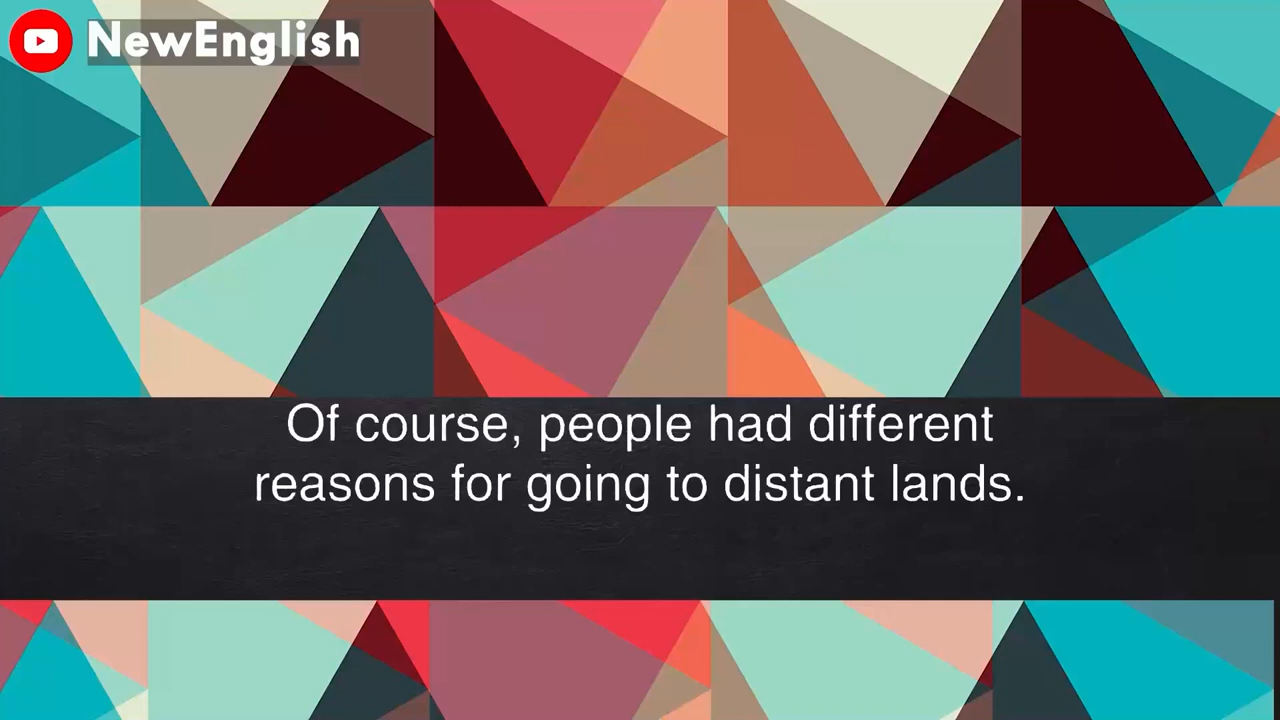 NewEnglish
Of course, people had different
reasons for going to distant lands.